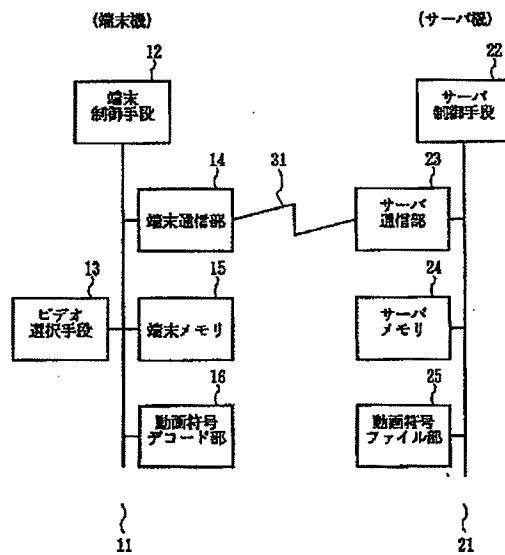 (端末機)
(サーバ機)
12
22
端末
制御手段
サーバ
制御手段
14
31
23
端末通信部
サーバ
通信部
13
15
24
ビデオ
選択手段
端末メモリ
サーバ
メモリ
16
25
動画符号
デコード部
動画符号
ファイル部
11
21